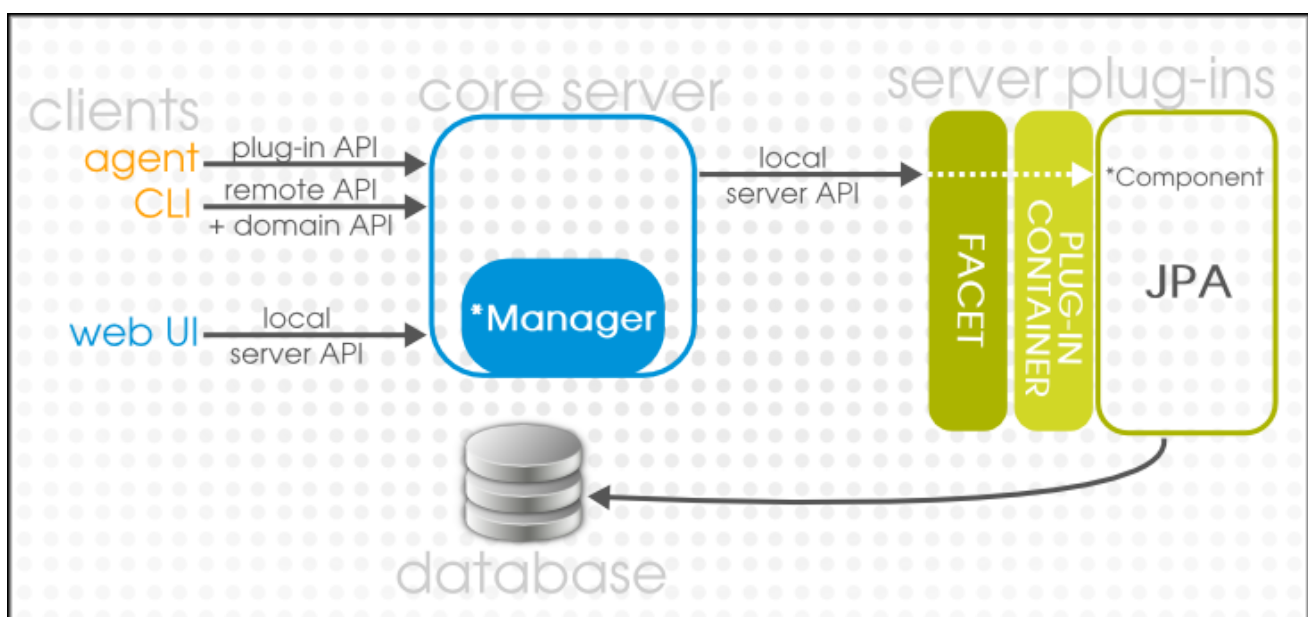 clients
agent
plug-in API
CLI
remote API
+ domain API
web UI
local
server API
core server
*Manager
local
server API
server plug-ins
FACET
PLUG-IN
CONTAINER
*Component
JPA
database